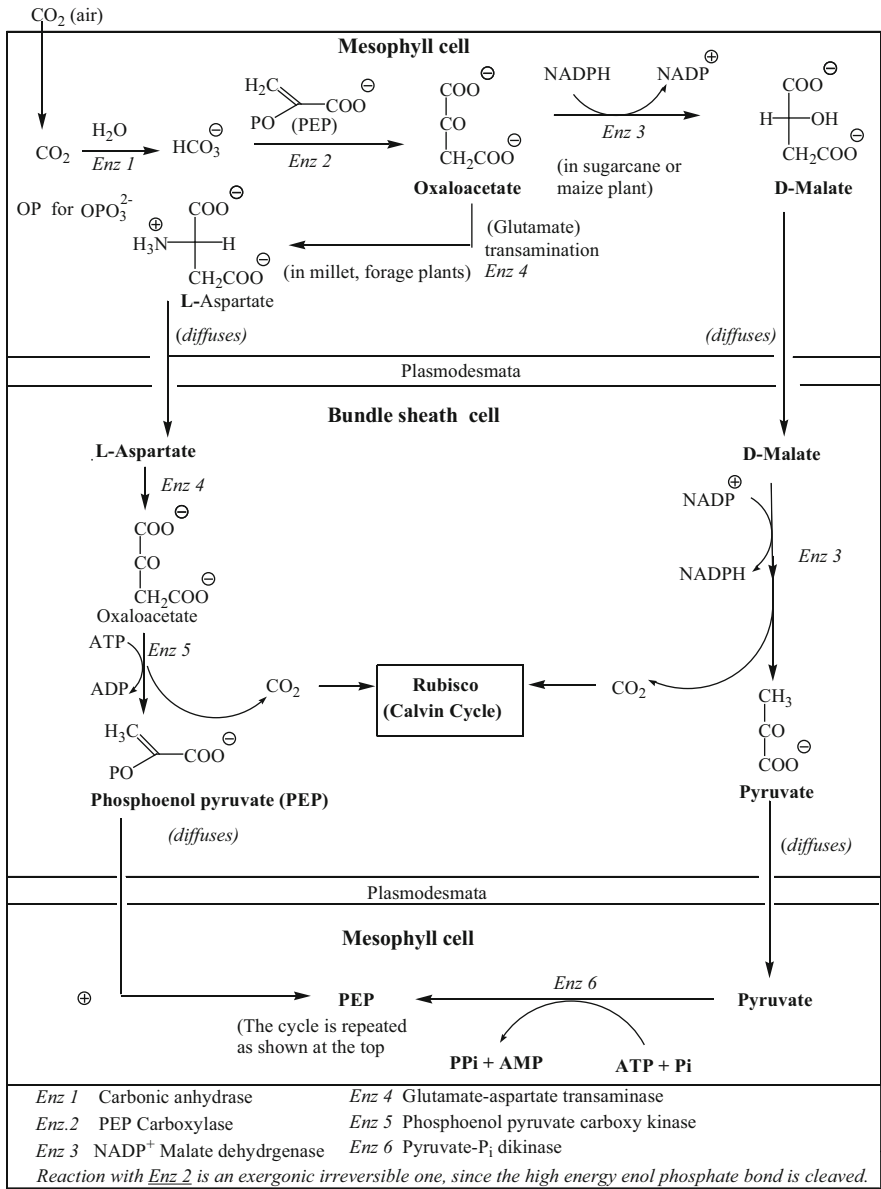 CO₂ (air)
Mesophyll cell
CO₂
H₂O
Enz 1
HCO₃⊖
H₂C
COO⊖
PO
(PEP)
Enz 2
COO⊖
CO
CH₂COO⊖
Oxaloacetate
NADPH
NADP⊕
Enz 3
(in sugarcane or
maize plant)
COO⊖
H
OH
CH₂COO⊖
D-Malate
OP for OPO₃²⁻
COO⊖
H₃N⊕
H
CH₂COO⊖
L-Aspartate
(in millet, forage plants)
(Glutamate)
transamination
Enz 4
(diffuses)
(diffuses)
Plasmodesmata
Bundle sheath cell
.L-Aspartate
Enz 4
COO⊖
CO
CH₂COO⊖
Oxaloacetate
ATP
Enz 5
ADP
CO₂
H₃C
COO⊖
PO
Phosphoenol pyruvate (PEP)
(diffuses)
Rubisco
(Calvin Cycle)
D-Malate
NADP⊕
Enz 3
NADPH
CO₂
CH₃
CO
COO⊖
Pyruvate
(diffuses)
Plasmodesmata
Mesophyll cell
⊕
PEP
(The cycle is repeated
as shown at the top
Enz 6
Pyruvate
PPi + AMP
ATP + Pi
Enz 1 Carbonic anhydrase
Enz.2 PEP Carboxylase
Enz 3 NADP⁺ Malate dehydrgenase
Enz 4 Glutamate-aspartate transaminase
Enz 5 Phosphoenol pyruvate carboxy kinase
Enz 6 Pyruvate-Pᵢ dikinase
Reaction with Enz 2 is an exergonic irreversible one, since the high energy enol phosphate bond is cleaved.